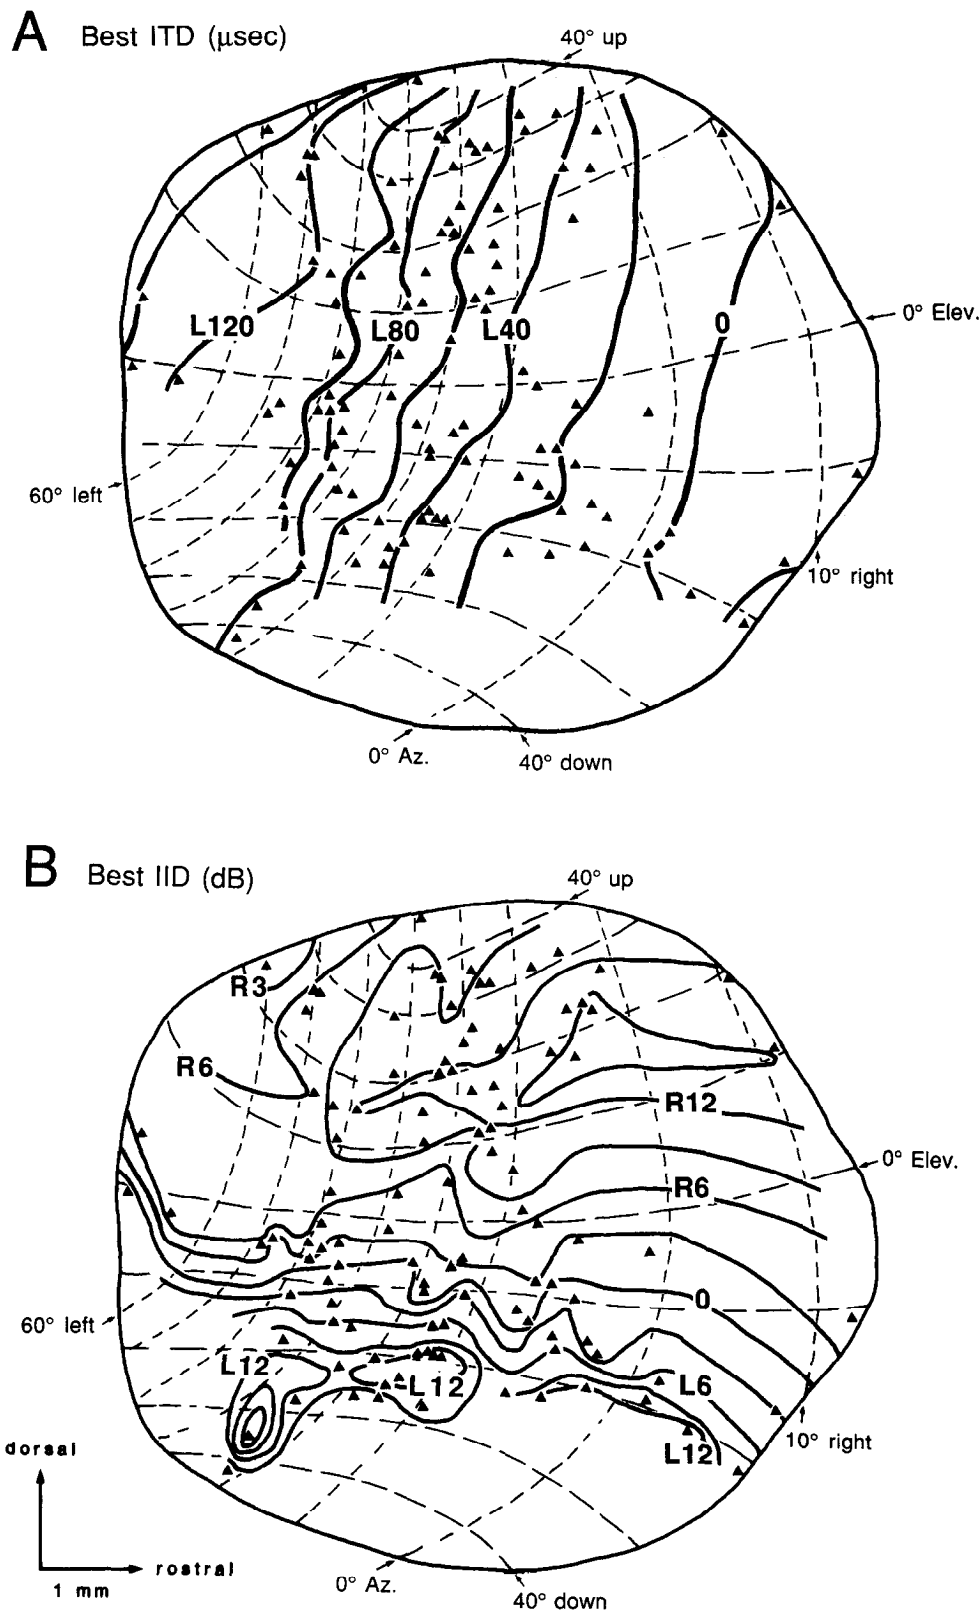 A Best ITD (µsec)
40° up
L120 L80 L40 0
0° Elev.
60° left
10° right
0° Az.
40° down
B Best IID (dB)
40° up
R3
R6
R12
0° Elev.
R6
0
60° left
L12 L12 L6
10° right
L12
dorsal
rostral
1 mm
0° Az.
40° down